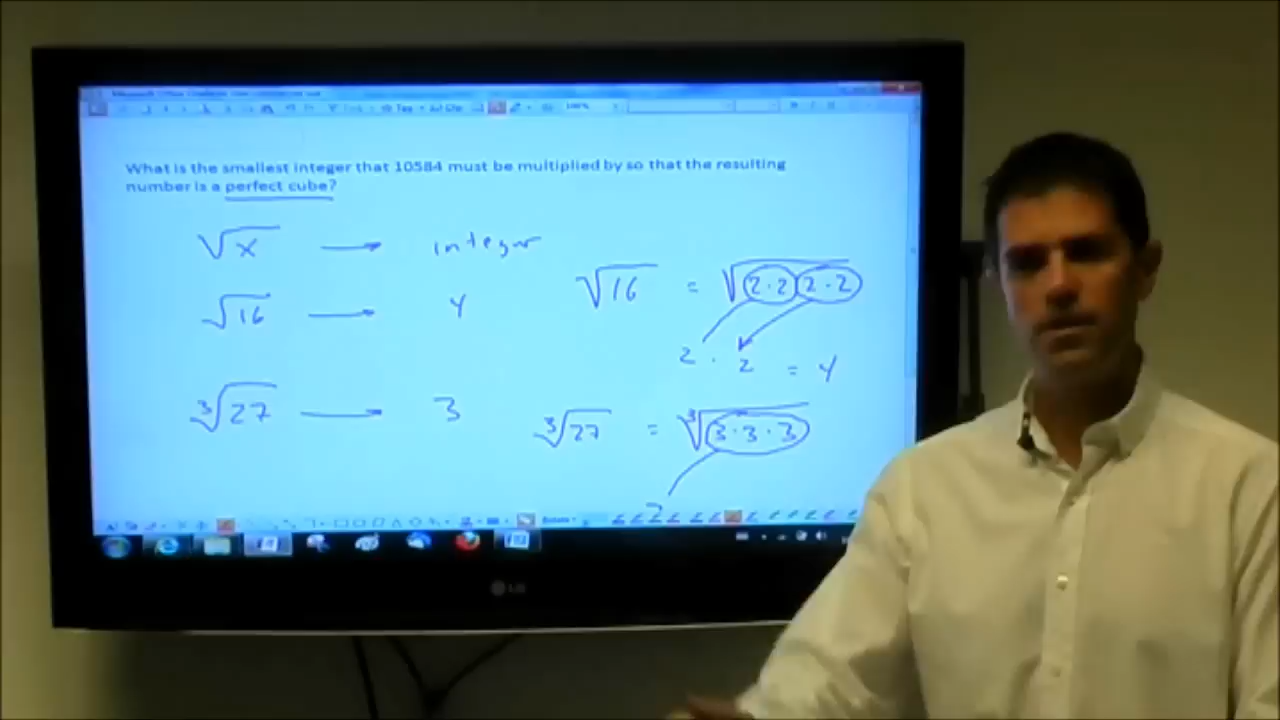 What is the smallest integer that 10584 must be multiplied by so that the resulting
number is a perfect cube?
√x → integer
√16 → 4
√16 = √2·2 2·2
2 · 2 = 4
∛27 → 3
∛27 = ∛3·3·3
100%
LG